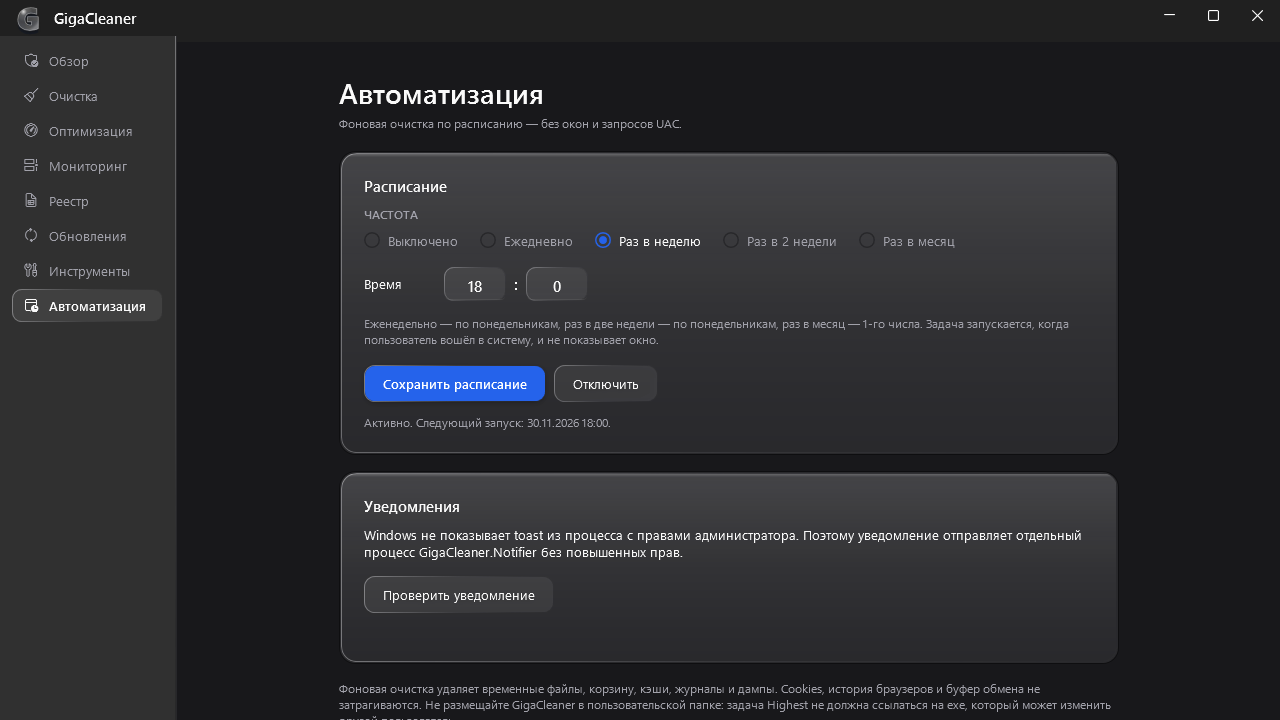 GigaCleaner
Обзор
Очистка
Оптимизация
Мониторинг
Реестр
Обновления
Инструменты
Автоматизация
Автоматизация
Фоновая очистка по расписанию — без окон и запросов UAC.
Расписание
ЧАСТОТА
Выключено Ежедневно Раз в неделю Раз в 2 недели Раз в месяц
Время 18 : 0
Еженедельно — по понедельникам, раз в две недели — по понедельникам, раз в месяц — 1-го числа. Задача запускается, когда
пользователь вошёл в систему, и не показывает окно.
Сохранить расписание Отключить
Активно. Следующий запуск: 30.11.2026 18:00.
Уведомления
Windows не показывает toast из процесса с правами администратора. Поэтому уведомление отправляет отдельный
процесс GigaCleaner.Notifier без повышенных прав.
Проверить уведомление
Фоновая очистка удаляет временные файлы, корзину, кэши, журналы и дампы. Cookies, история браузеров и буфер обмена не
затрагиваются. Не размещайте GigaCleaner в пользовательской папке: задача Highest не должна ссылаться на exe, который может изменить